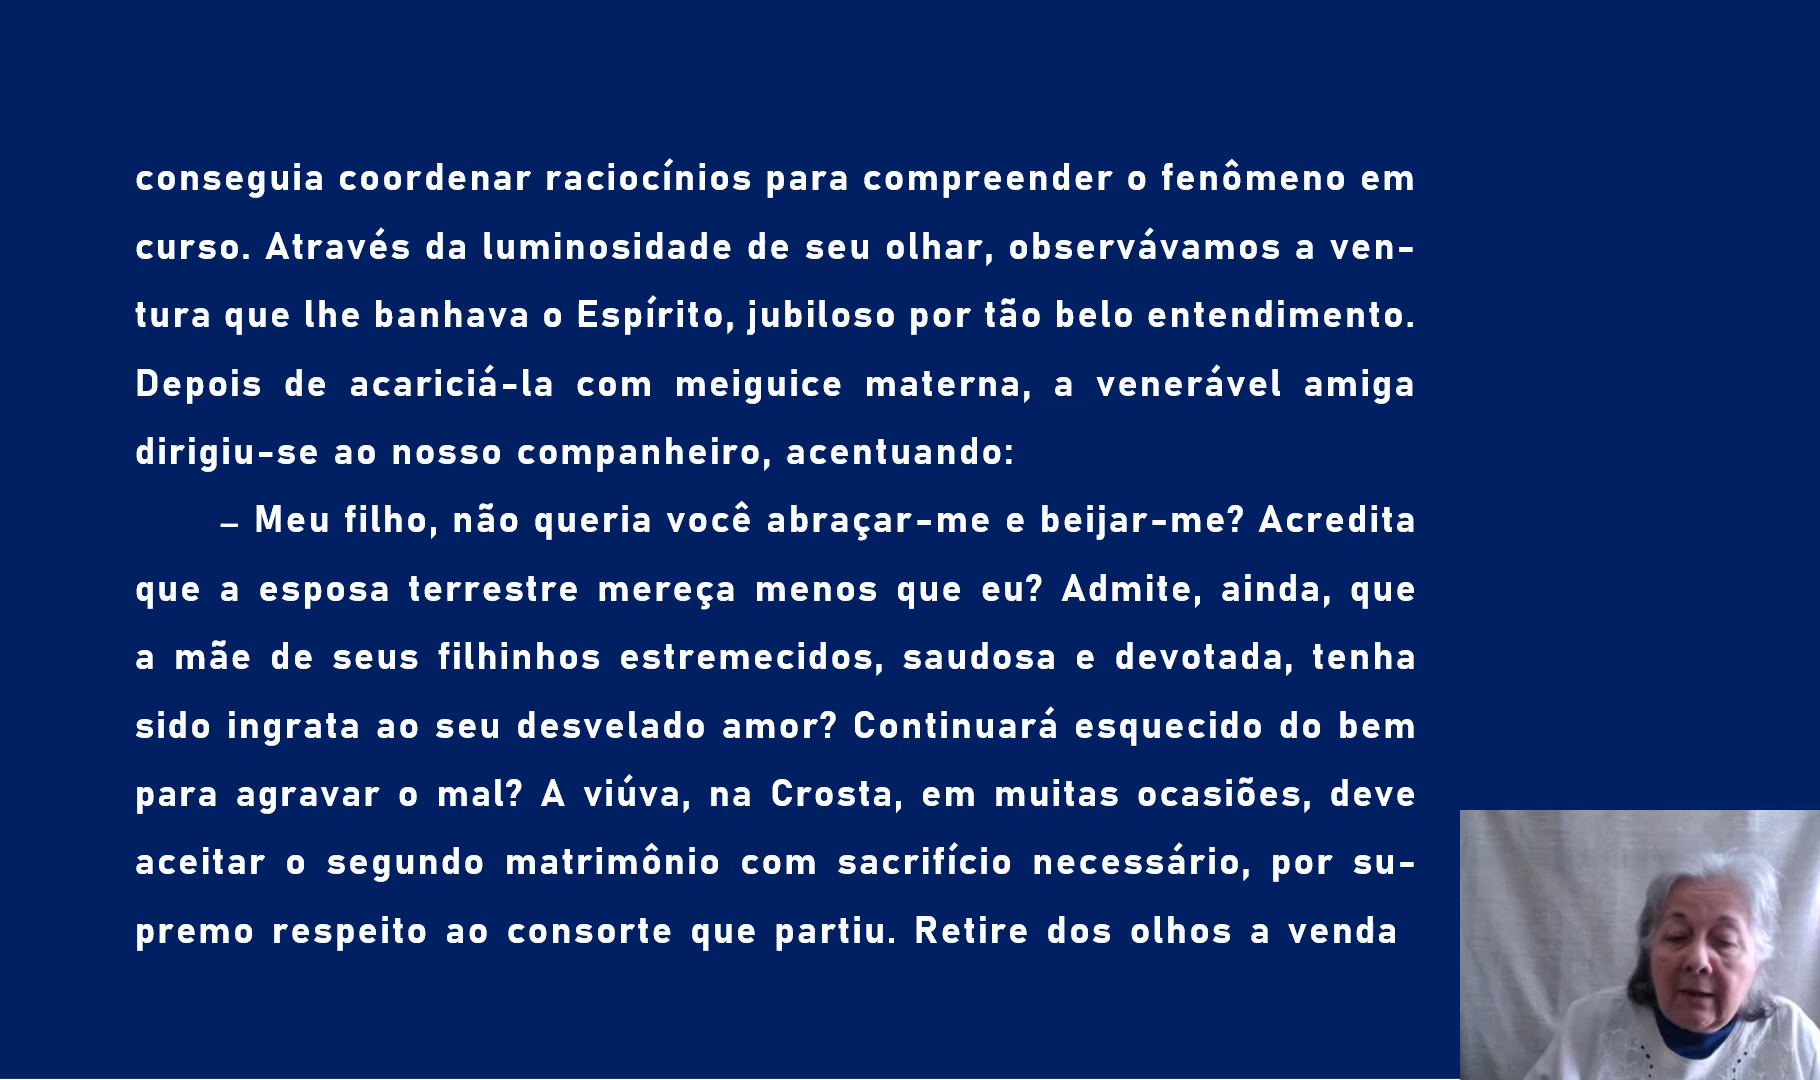 conseguia coordenar raciocínios para compreender o fenômeno em
curso. Através da luminosidade de seu olhar, observávamos a ven-
tura que lhe banhava o Espírito, jubiloso por tão belo entendimento.
Depois de acariciá-la com meiguice materna, a venerável amiga
dirigiu-se ao nosso companheiro, acentuando:
– Meu filho, não queria você abraçar-me e beijar-me? Acredita
que a esposa terrestre mereça menos que eu? Admite, ainda, que
a mãe de seus filhinhos estremecidos, saudosa e devotada, tenha
sido ingrata ao seu desvelado amor? Continuará esquecido do bem
para agravar o mal? A viúva, na Crosta, em muitas ocasiões, deve
aceitar o segundo matrimônio com sacrifício necessário, por su-
premo respeito ao consorte que partiu. Retire dos olhos a venda